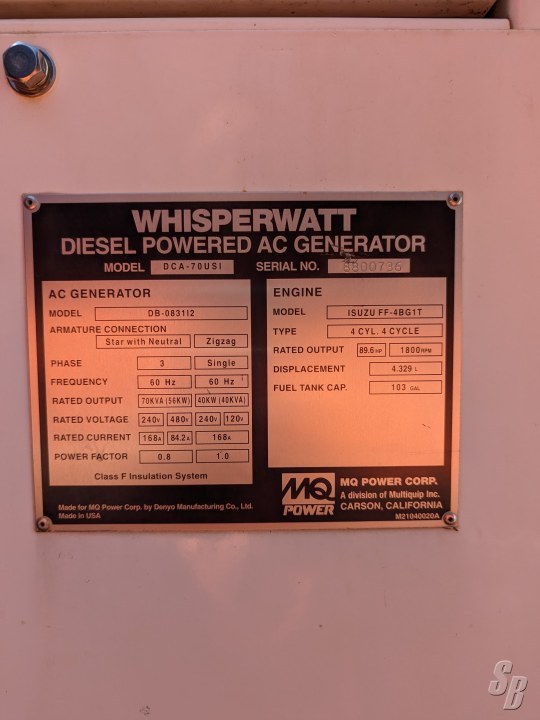 WHISPERWATT
DIESEL POWERED AC GENERATOR
MODEL DCA-70USI SERIAL NO. 8800736
AC GENERATOR
MODEL DB-0831I2
ARMATURE CONNECTION
Star with Neutral Zigzag
PHASE 3 Single
FREQUENCY 60 Hz 60 Hz
RATED OUTPUT 70KVA (56KW) 40KW (40KVA)
RATED VOLTAGE 240V 480V 240V 120V
RATED CURRENT 168A 84.2A 168A
POWER FACTOR 0.8 1.0
Class F Insulation System
ENGINE
MODEL ISUZU FF-4BG1T
TYPE 4 CYL. 4 CYCLE
RATED OUTPUT 89.6 HP 1800 RPM
DISPLACEMENT 4.329 L
FUEL TANK CAP. 103 GAL
Made for MQ Power Corp. by Denyo Manufacturing Co., Ltd.
Made in USA
MQ
POWER
MQ POWER CORP.
A division of Multiquip Inc.
CARSON, CALIFORNIA
M21040020A
SB